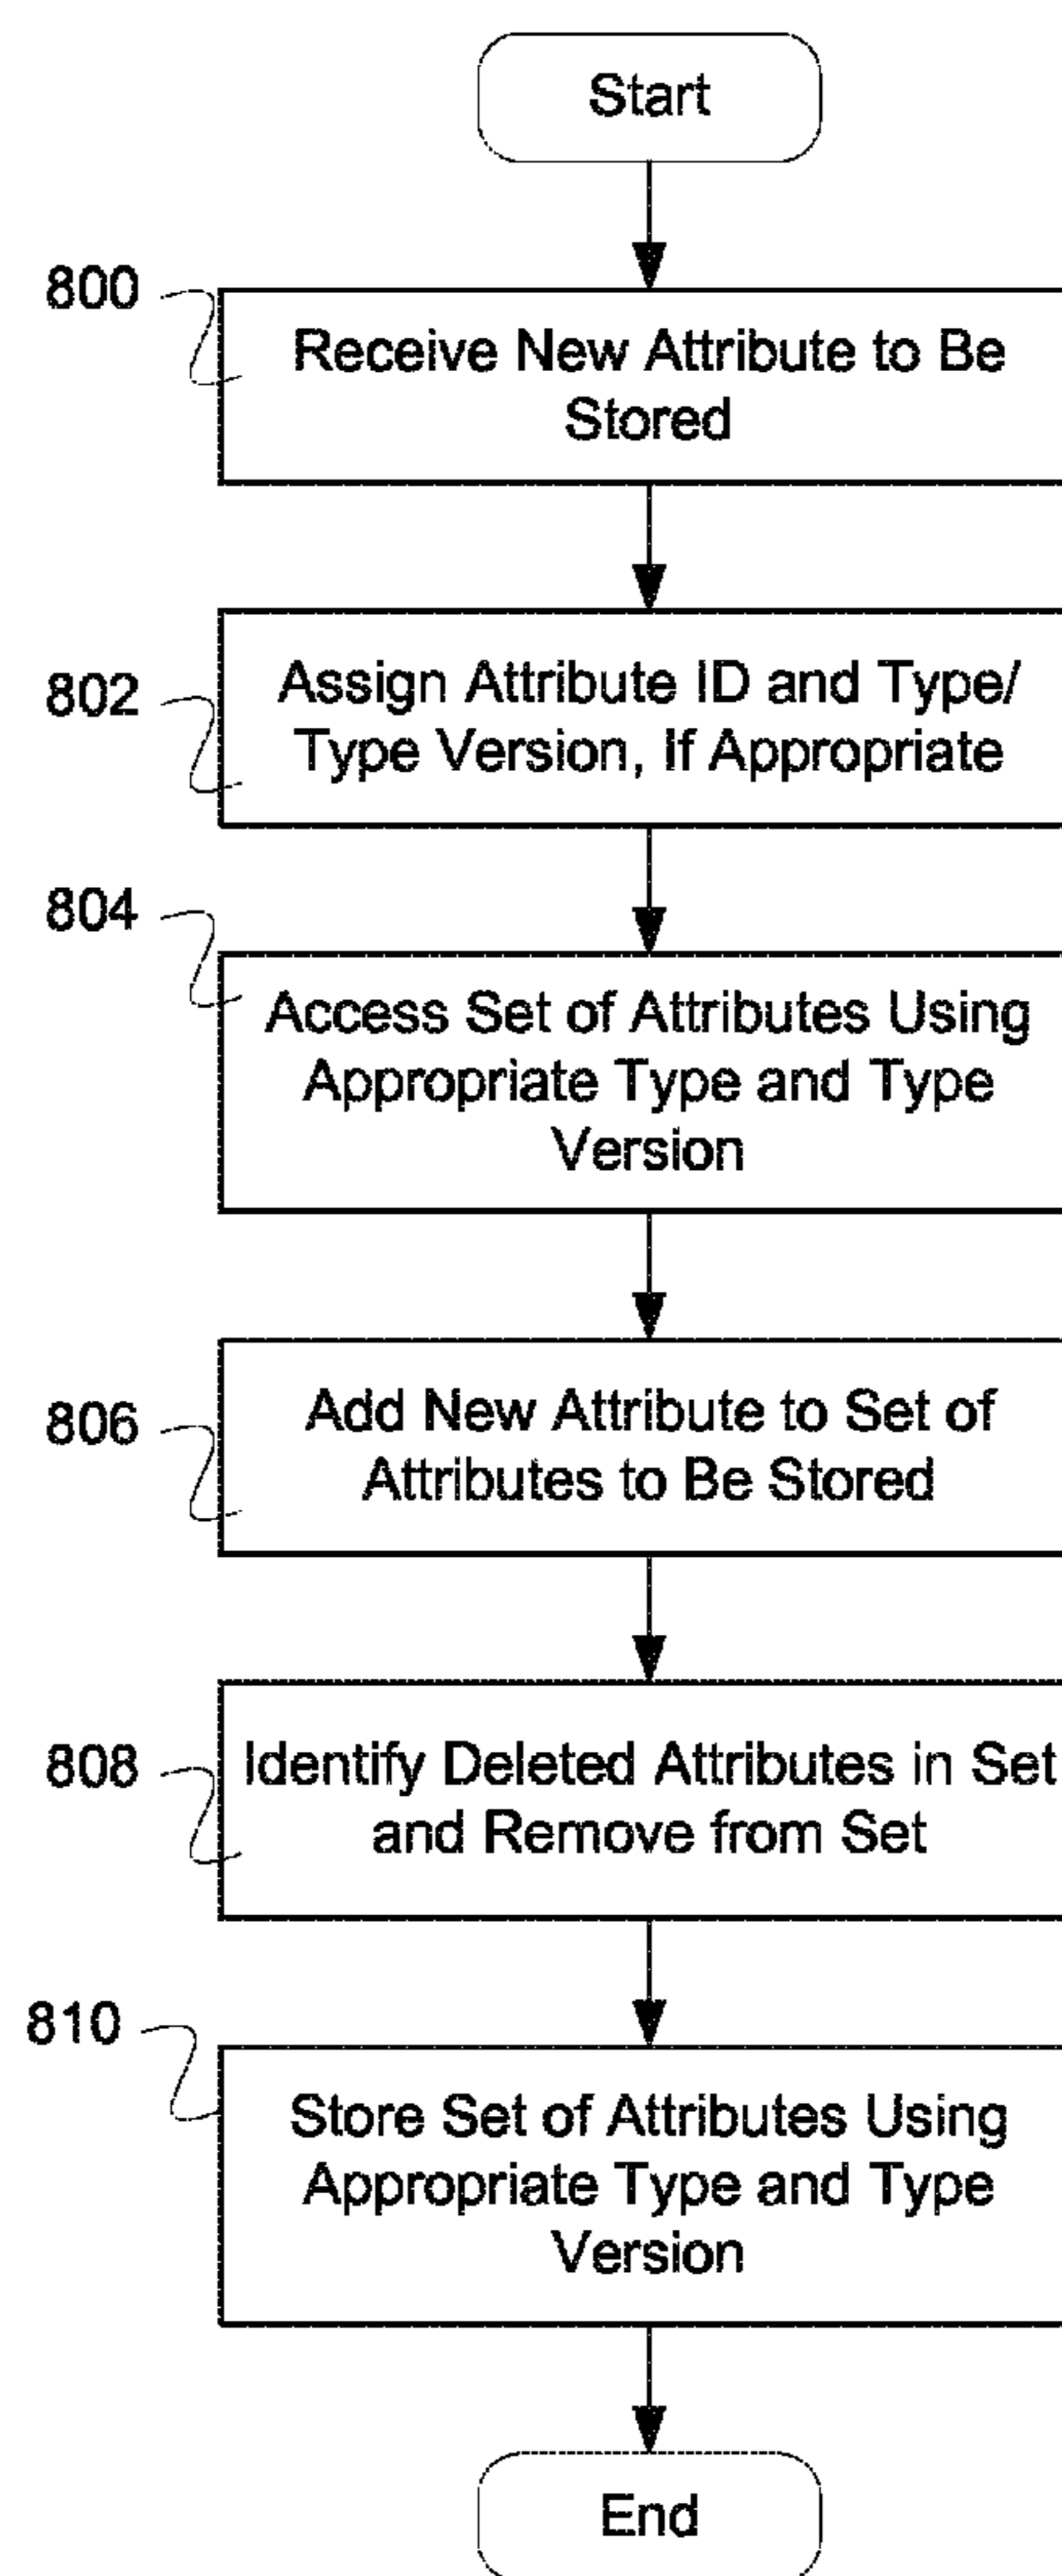 Start
800
Receive New Attribute to Be
Stored
802
Assign Attribute ID and Type/
Type Version, If Appropriate
804
Access Set of Attributes Using
Appropriate Type and Type
Version
806
Add New Attribute to Set of
Attributes to Be Stored
808
Identify Deleted Attributes in Set
and Remove from Set
810
Store Set of Attributes Using
Appropriate Type and Type
Version
End